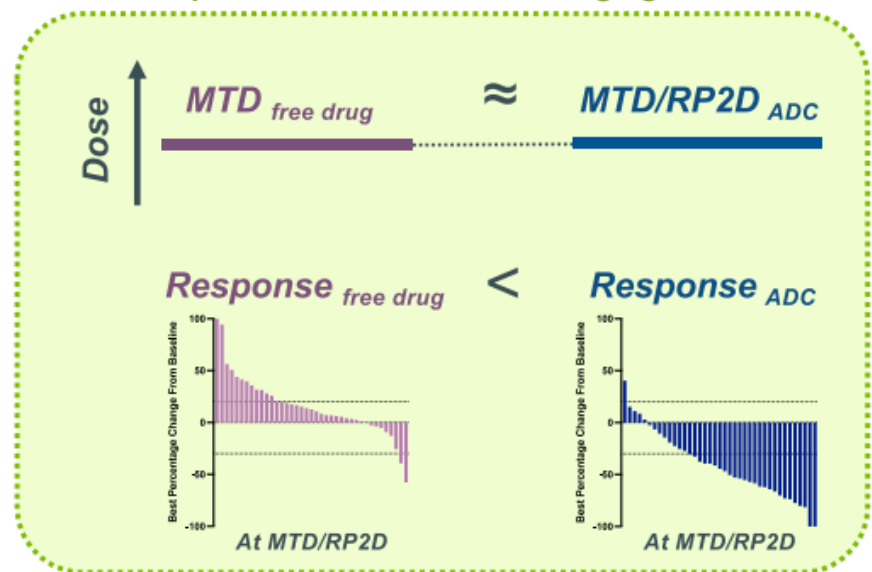 Dose
MTD free drug ≈ MTD/RP2D ADC
Response free drug < Response ADC
Best Percentage Change From Baseline
100
50
0
-50
-100
At MTD/RP2D
Best Percentage Change From Baseline
100
50
0
-50
-100
At MTD/RP2D